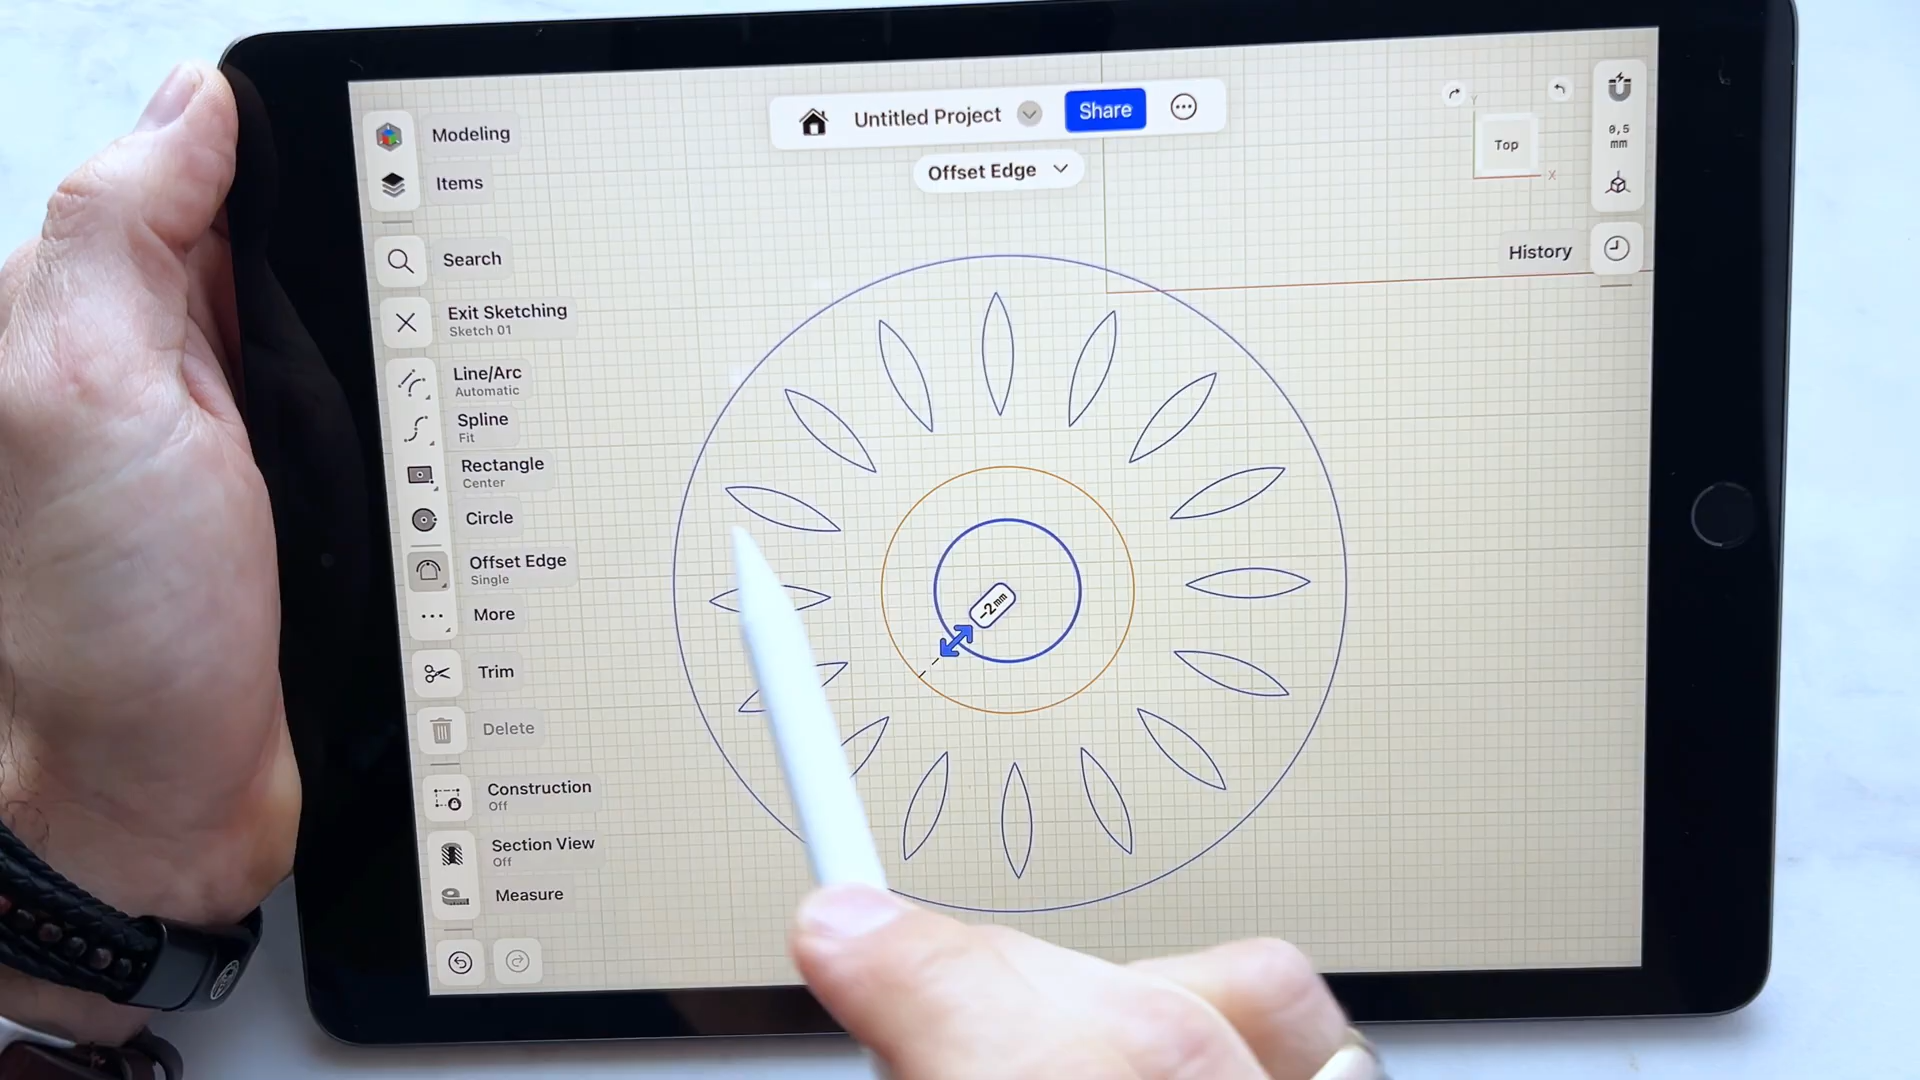 Modeling
Items
Search
Exit Sketching
Sketch 01
Line/Arc
Automatic
Spline
Fit
Rectangle
Center
Circle
Offset Edge
Single
More
Trim
Delete
Construction
Off
Section View
Off
Measure
Untitled Project
Share
Offset Edge
-2 mm
Y
Top
X
0,5
mm
History